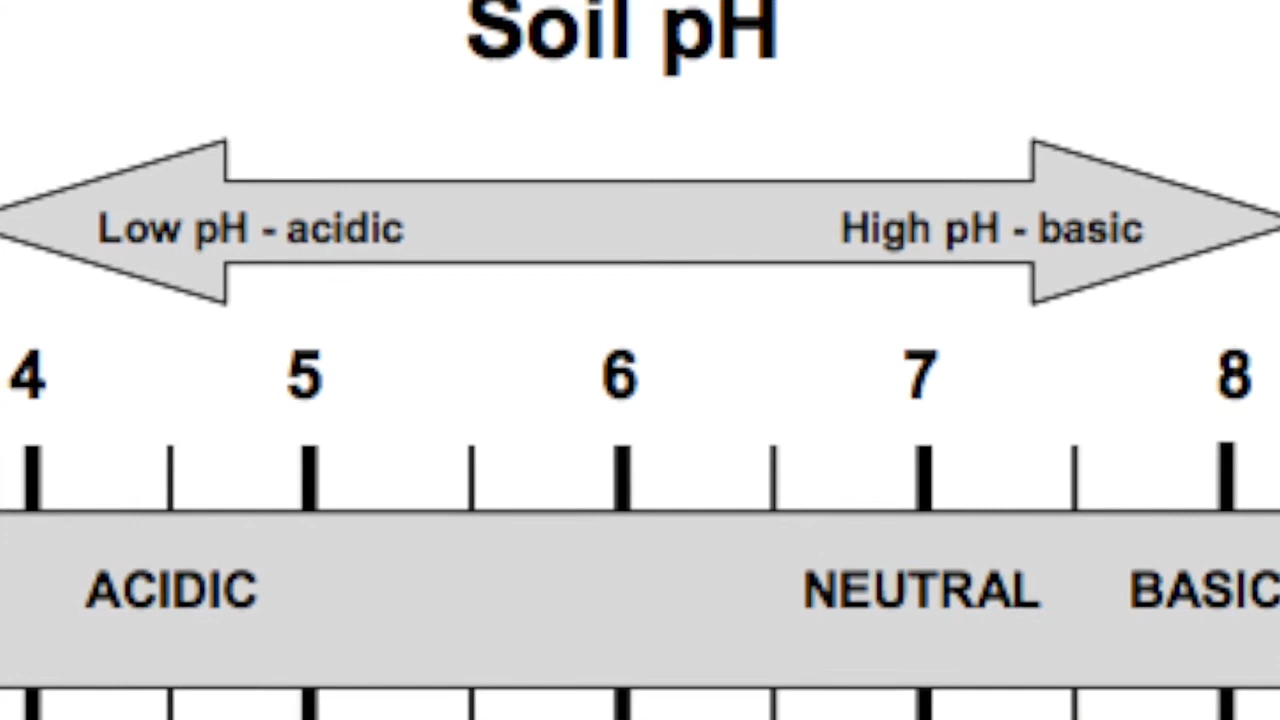 Soil pH
Low pH - acidic High pH - basic
4 5 6 7 8
ACIDIC NEUTRAL BASIC